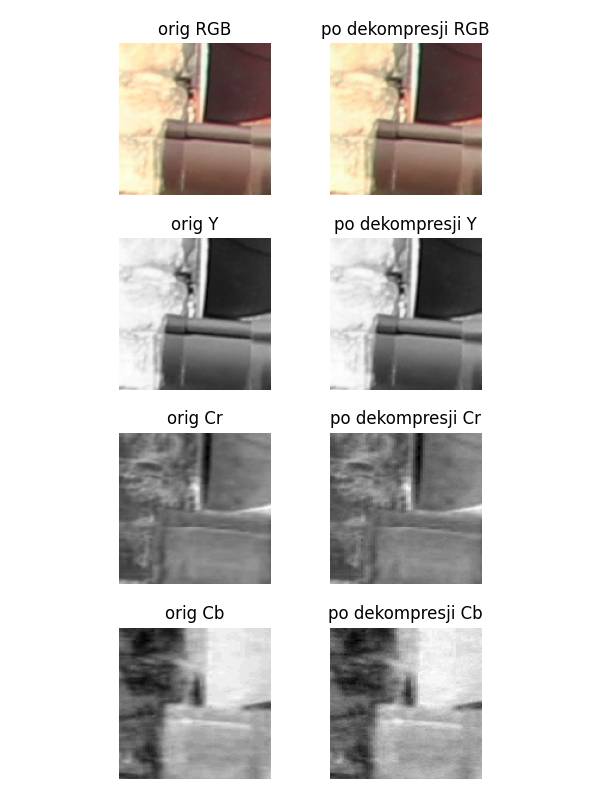 orig RGB
po dekompresji RGB
orig Y
po dekompresji Y
orig Cr
po dekompresji Cr
orig Cb
po dekompresji Cb